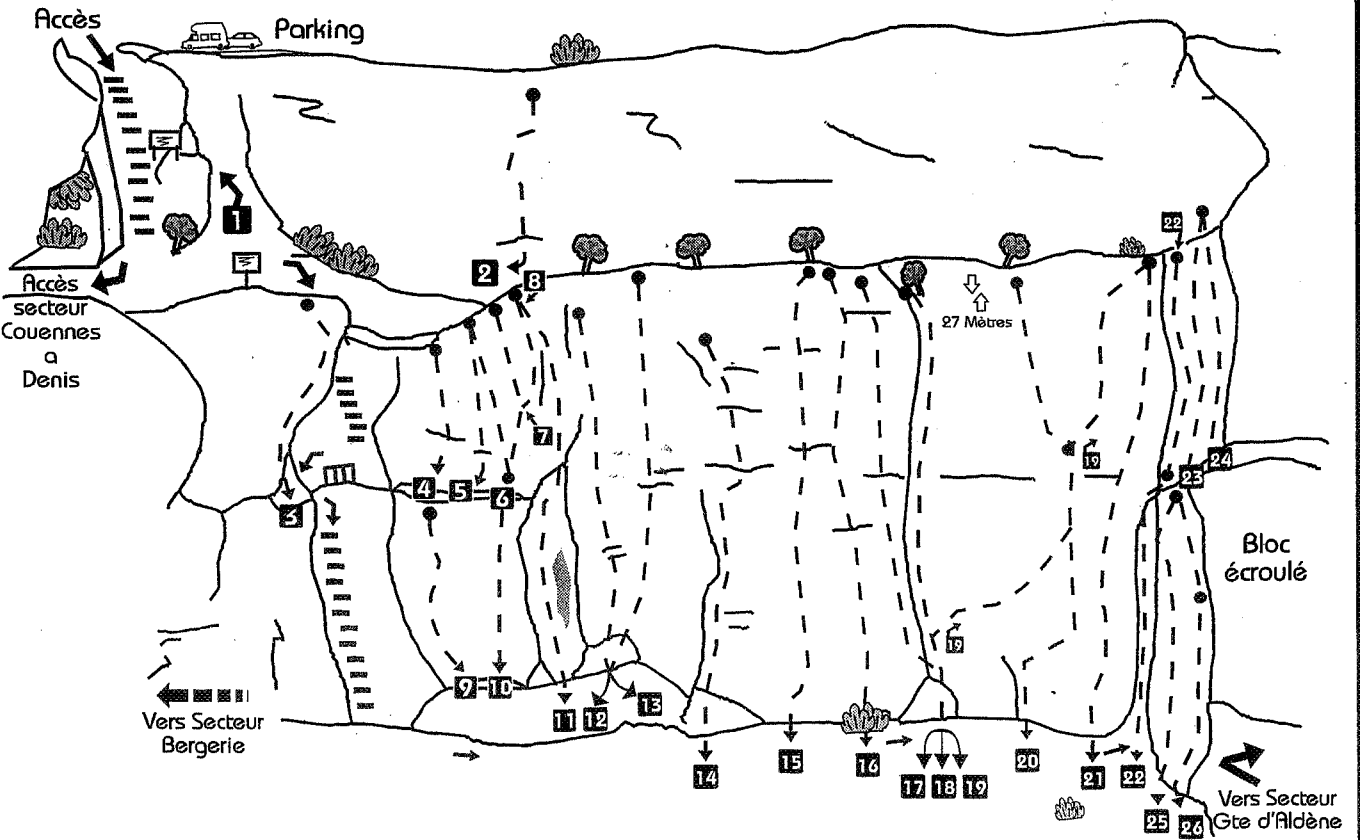 Accès
Parking
1
22
2
8
Accès
secteur
Couennes
a
Denis
27 Mètres
7
19
24
23
4
5
6
3
Bloc
écroulé
19
9
10
13
11
12
Vers Secteur
Bergerie
14
15
16
17
18
19
20
21
22
25
26
Vers Secteur
Gte d'Aldène